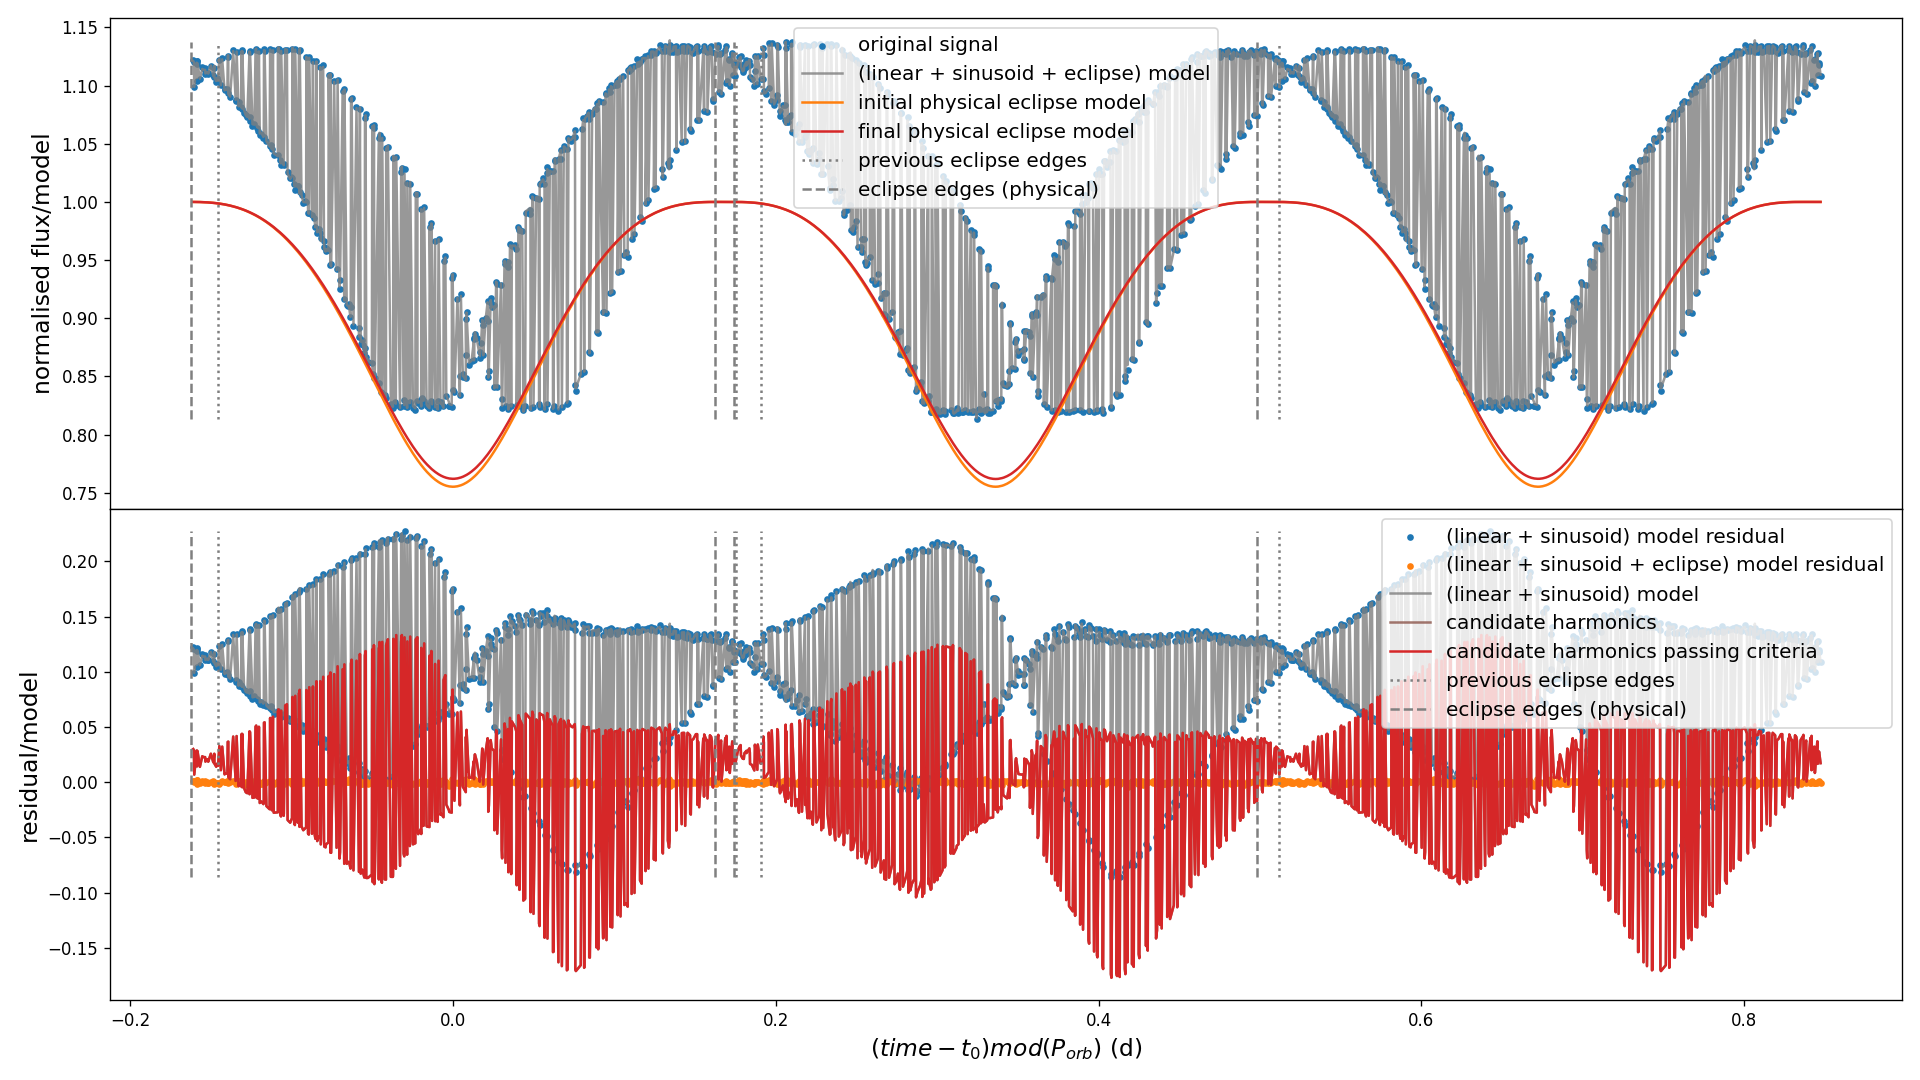 1.15
1.10
1.05
1.00
0.95
0.90
0.85
0.80
0.75
normalised flux/model
original signal
(linear + sinusoid + eclipse) model
initial physical eclipse model
final physical eclipse model
previous eclipse edges
eclipse edges (physical)
0.20
0.15
0.10
0.05
0.00
−0.05
−0.10
−0.15
residual/model
(linear + sinusoid) model residual
(linear + sinusoid + eclipse) model residual
(linear + sinusoid) model
candidate harmonics
candidate harmonics passing criteria
previous eclipse edges
eclipse edges (physical)
−0.2
0.0
0.2
0.4
0.6
0.8
(time − t₀)mod(P_orb) (d)